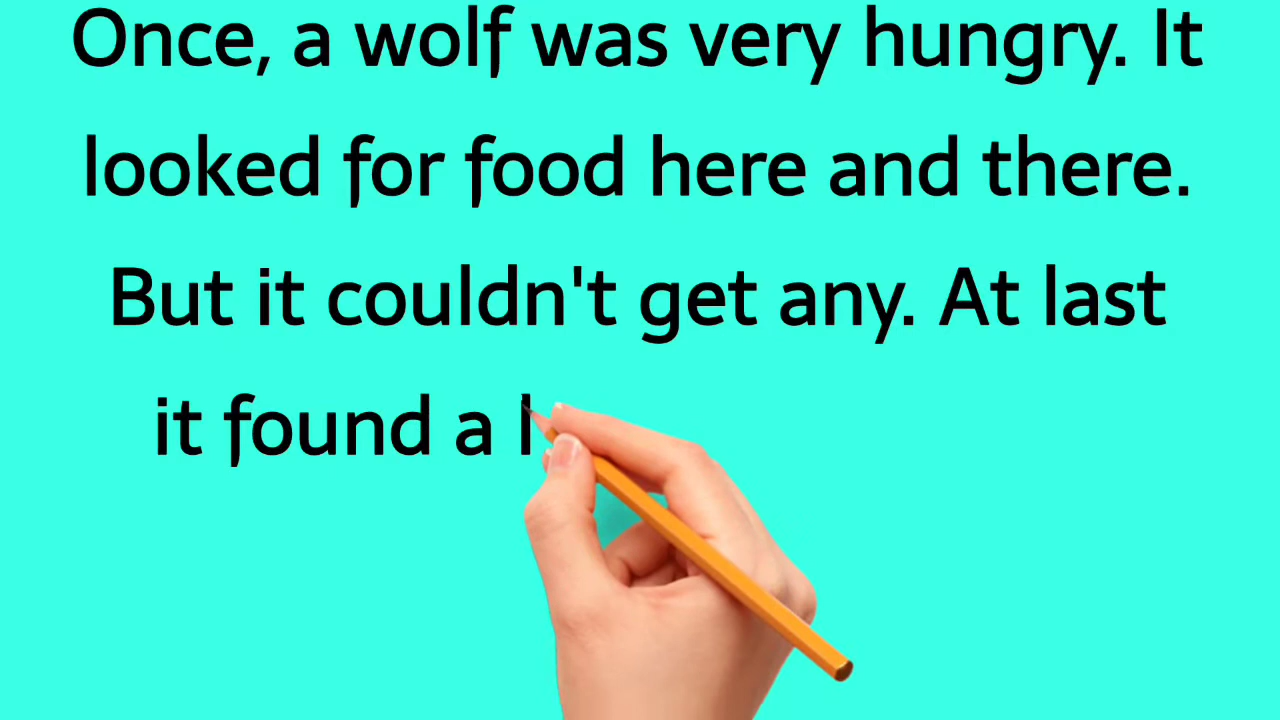 Once, a wolf was very hungry. It
looked for food here and there.
But it couldn't get any. At last
it found a l